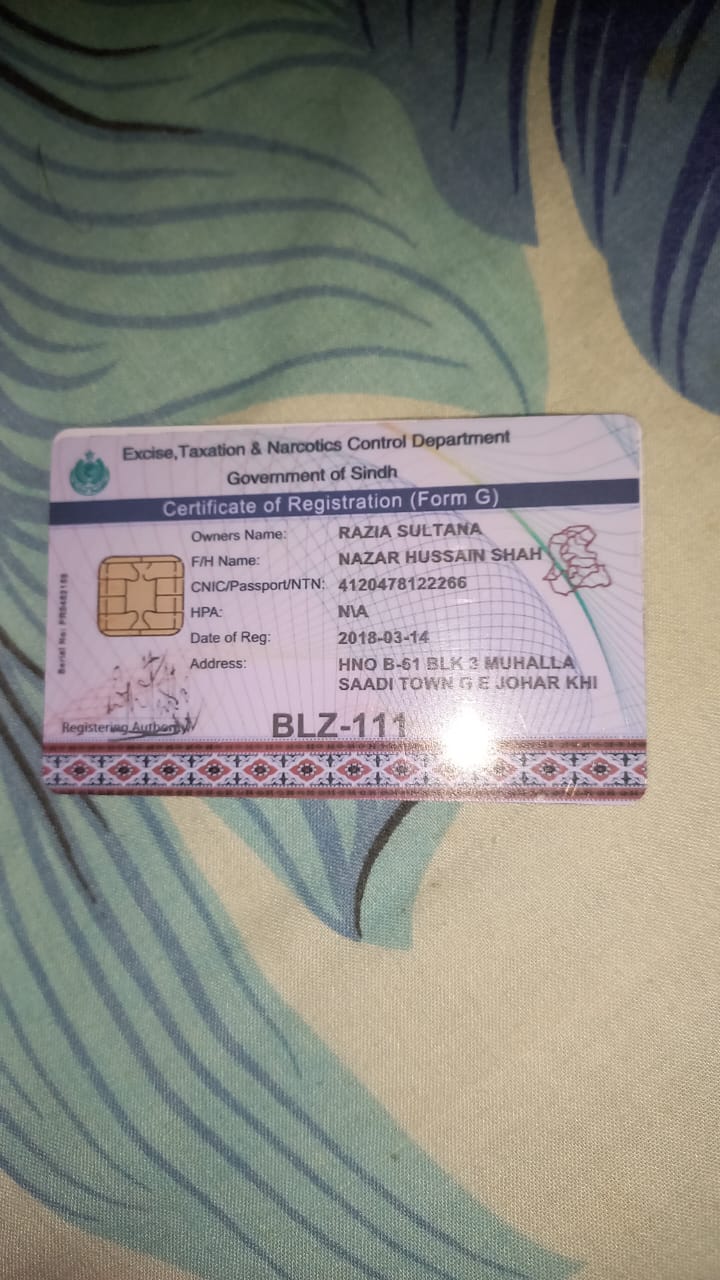 Excise,Taxation & Narcotics Control Department
Government of Sindh
Certificate of Registration (Form G)
Owners Name: RAZIA SULTANA
F/H Name: NAZAR HUSSAIN SHAH
CNIC/Passport/NTN: 4120478122266
HPA: N\A
Date of Reg: 2018-03-14
Address: HNO B-61 BLK 3 MUHALLA
SAADI TOWN G E JOHAR KHI
Registering Authority
BLZ-111
Serial No: